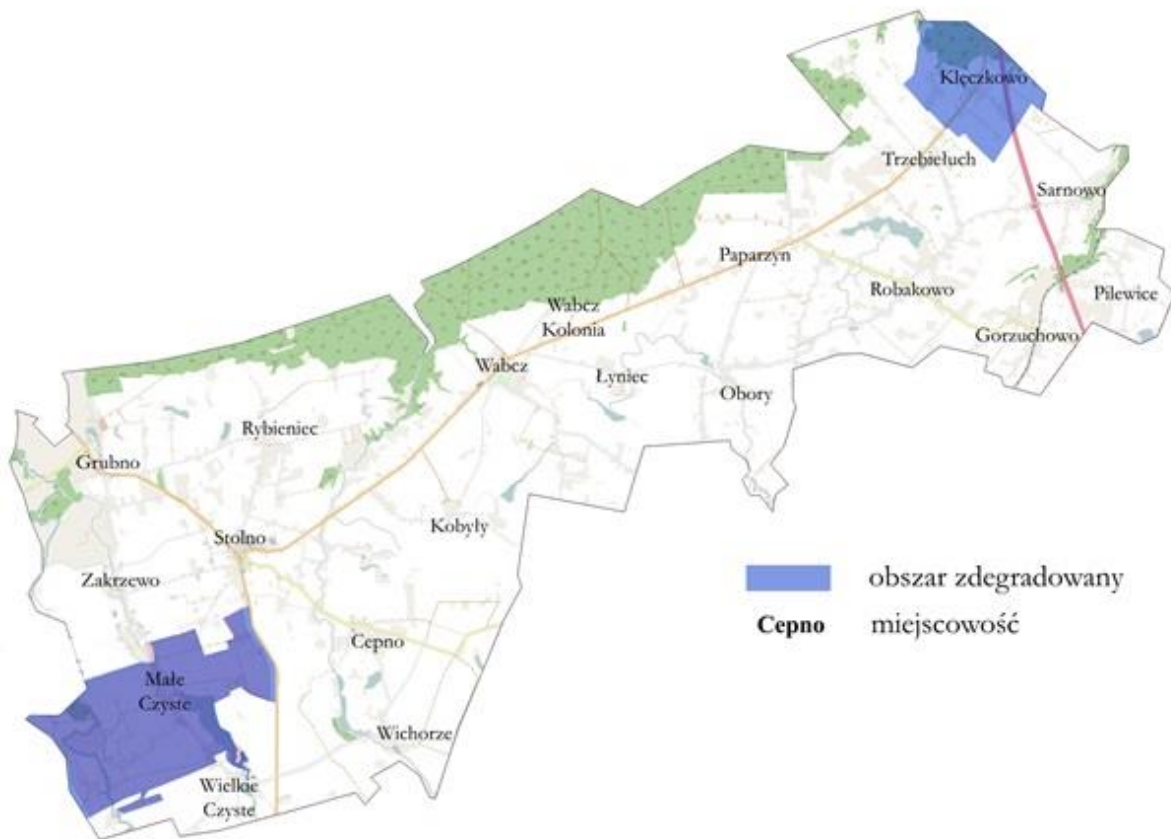 Klęczkowo
Trzebiełuch
Sarnowo
Paparzyn
Robakowo
Pilewice
Wabcz
Kolonia
Gorzuchowo
Wabcz
Łyniec
Obory
Rybieniec
Grubno
Kobyły
Stolno
Zakrzewo
obszar zdegradowany
Cepno miejscowość
Cepno
Małe
Czyste
Wichorze
Wielkie
Czyste